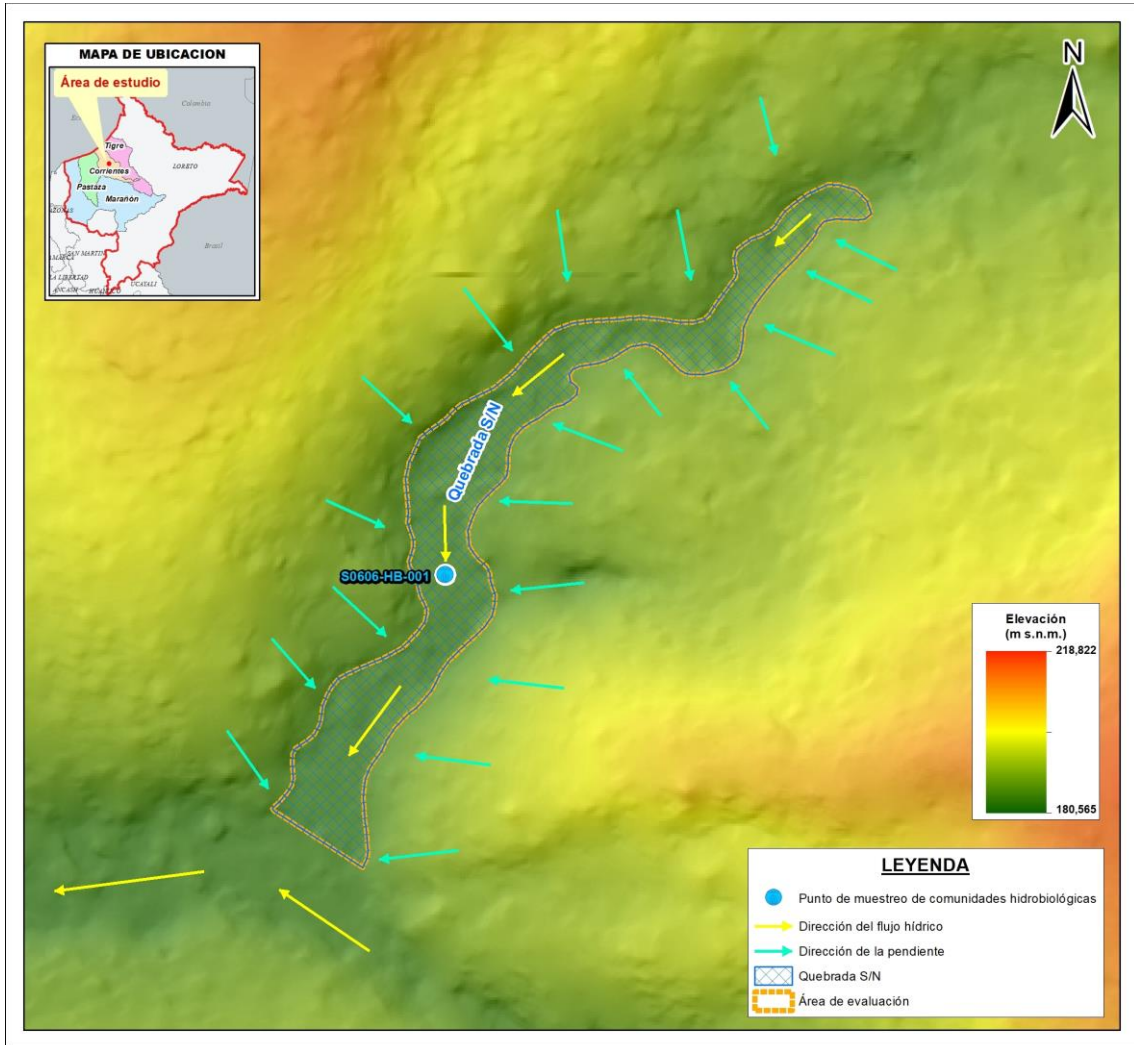 MAPA DE UBICACION
Área de estudio
Colombia
Tigre
LORETO
Corrientes
Pastaza
Marañón
Brasil
SAN MARTIN
LA LIBERTAD
ANCASH
UCAYALI
N
Quebrada S/N
S0606-HB-001
Elevación
(m s.n.m.)
218,822
180,565
LEYENDA
Punto de muestreo de comunidades hidrobiológicas
Dirección del flujo hídrico
Dirección de la pendiente
Quebrada S/N
Área de evaluación